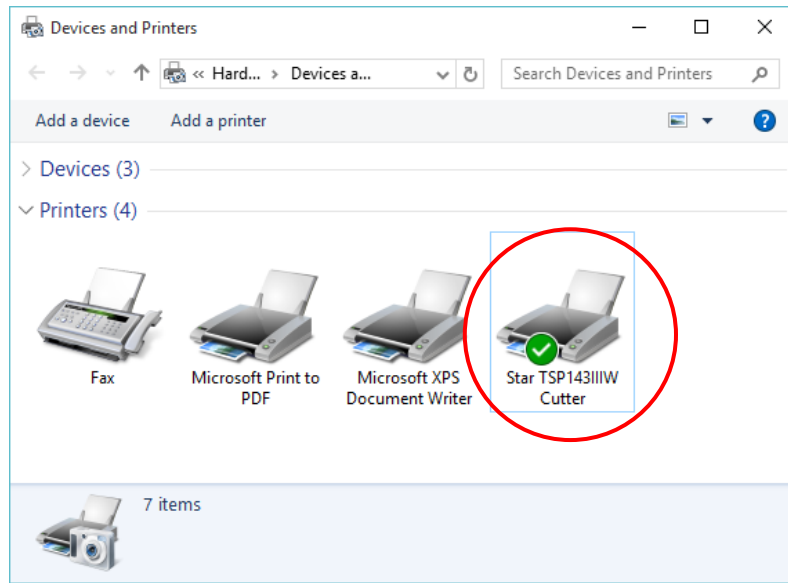 Devices and Printers
« Hard... › Devices a...
Search Devices and Printers
Add a device Add a printer
?
Devices (3)
Printers (4)
Fax
Microsoft Print to
PDF
Microsoft XPS
Document Writer
Star TSP143IIIW
Cutter
7 items